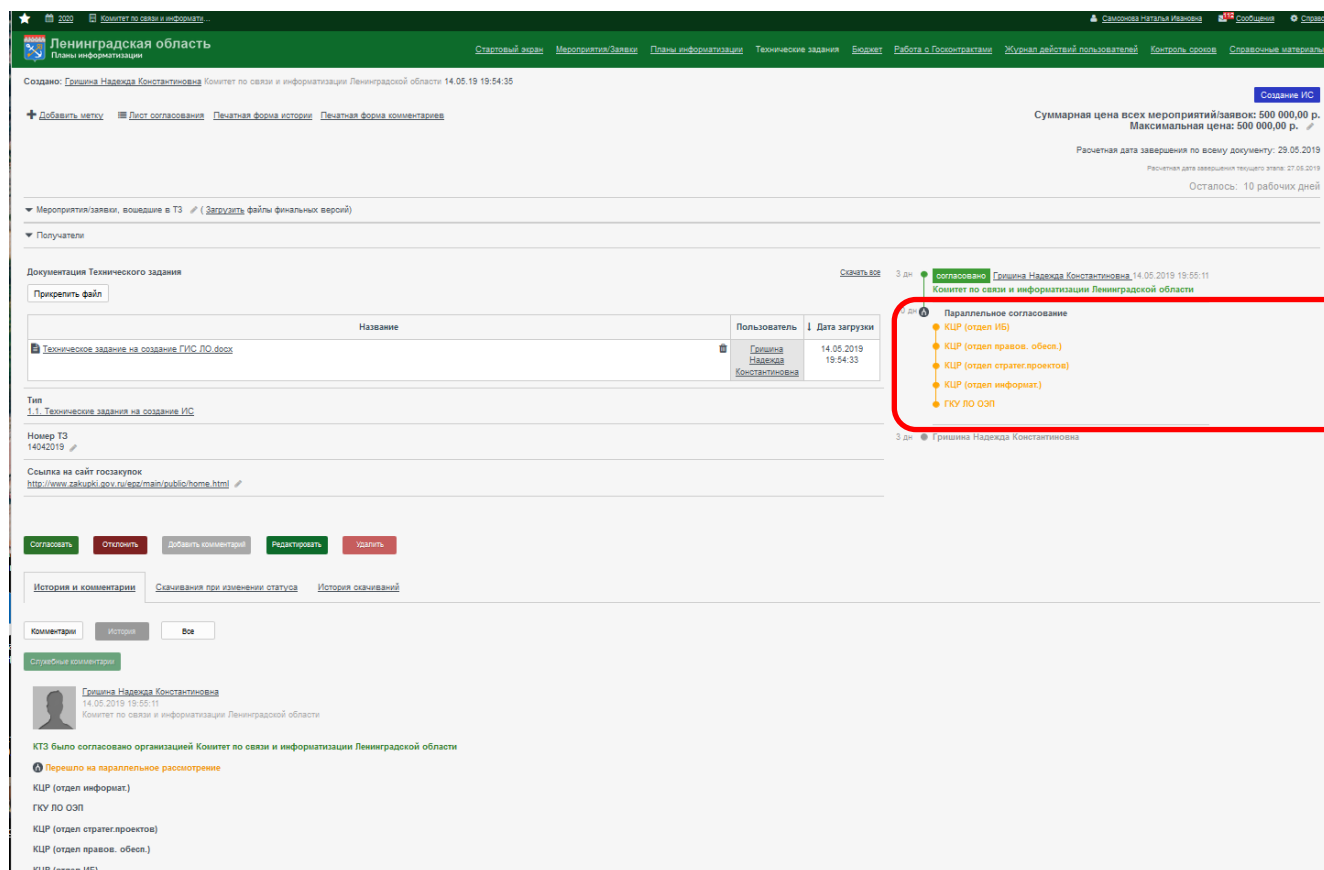 2020 Комитет по связи и информати... Самсонова Наталья Ивановна Сообщения
Ленинградская область
Планы информатизации
Стартовый экран Мероприятия/Заявки Планы информатизации Технические задания Бюджет Работа о Госконтрактами Журнал действий пользователей Контроль сроков Справочные материалы
Создано: Гришина Надежда Константиновна Комитет по связи и информатизации Ленинградской области 14.05.19 19:54:35
Создание ИС
Добавить метку Лист согласования Печатная форма истории Печатная форма комментариев
Суммарная цена всех мероприятий/заявок: 500 000,00 р.
Максимальная цена: 500 000,00 р.
Расчетная дата завершения по всему документу: 29.05.2019
Расчетная дата завершения текущего этапа: 27.05.2019
Осталось: 10 рабочих дней
Мероприятия/заявки, вошедшие в ТЗ ( Загрузить файлы финальных версий)
Получатели
Документация Технического задания Скачать все
Прикрепить файл
Название Пользователь Дата загрузки
Техническое задание на создание ГИС ЛО.docx Гришина Надежда Константиновна 14.05.2019 19:54:33
Тип
1.1. Технические задания на создание ИС
Номер ТЗ
14042019
Ссылка на сайт госзакупок
http://www.zakupki.gov.ru/epz/main/public/home.html
3 дн согласовано Гришина Надежда Константиновна 14.05.2019 19:55:11
Комитет по связи и информатизации Ленинградской области
дн Параллельное согласование
КЦР (отдел ИБ)
КЦР (отдел правов. обесп.)
КЦР (отдел стратег.проектов)
КЦР (отдел информат.)
ГКУ ЛО ОЭП
3 дн Гришина Надежда Константиновна
Согласовать Отклонить Добавить комментарий Редактировать Удалить
История и комментарии Скачивания при изменении статуса История скачиваний
Комментарии История Все
Служебные комментарии
Гришина Надежда Константиновна
14.05.2019 19:55:11
Комитет по связи и информатизации Ленинградской области
КТЗ было согласовано организацией Комитет по связи и информатизации Ленинградской области
Перешло на параллельное рассмотрение
КЦР (отдел информат.)
ГКУ ЛО ОЭП
КЦР (отдел стратег.проектов)
КЦР (отдел правов. обесп.)
КЦР (отдел ИБ)